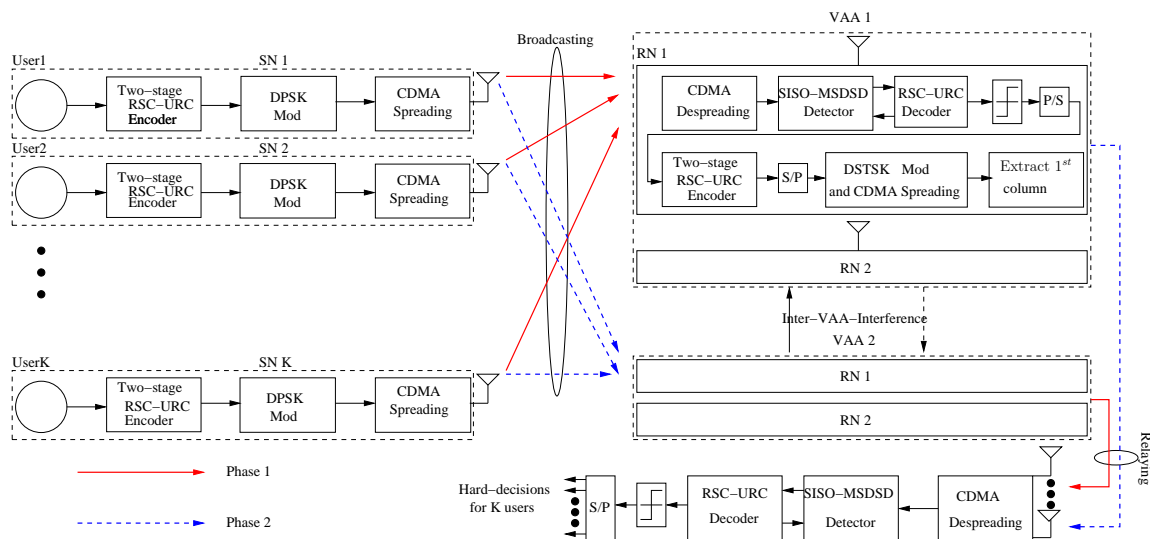 User1
SN 1
Two−stage
RSC−URC
Encoder
DPSK
Mod
CDMA
Spreading
User2
SN 2
Two−stage
RSC−URC
Encoder
DPSK
Mod
CDMA
Spreading
UserK
SN K
Two−stage
RSC−URC
Encoder
DPSK
Mod
CDMA
Spreading
Phase 1
Phase 2
Broadcasting
VAA 1
RN 1
CDMA
Despreading
SISO−MSDSD
Detector
RSC−URC
Decoder
P/S
Two−stage
RSC−URC
Encoder
S/P
DSTSK Mod
and CDMA Spreading
Extract 1st
column
RN 2
Inter−VAA−Interference
VAA 2
RN 1
RN 2
Relaying
Hard−decisions
for K users
S/P
RSC−URC
Decoder
SISO−MSDSD
Detector
CDMA
Despreading